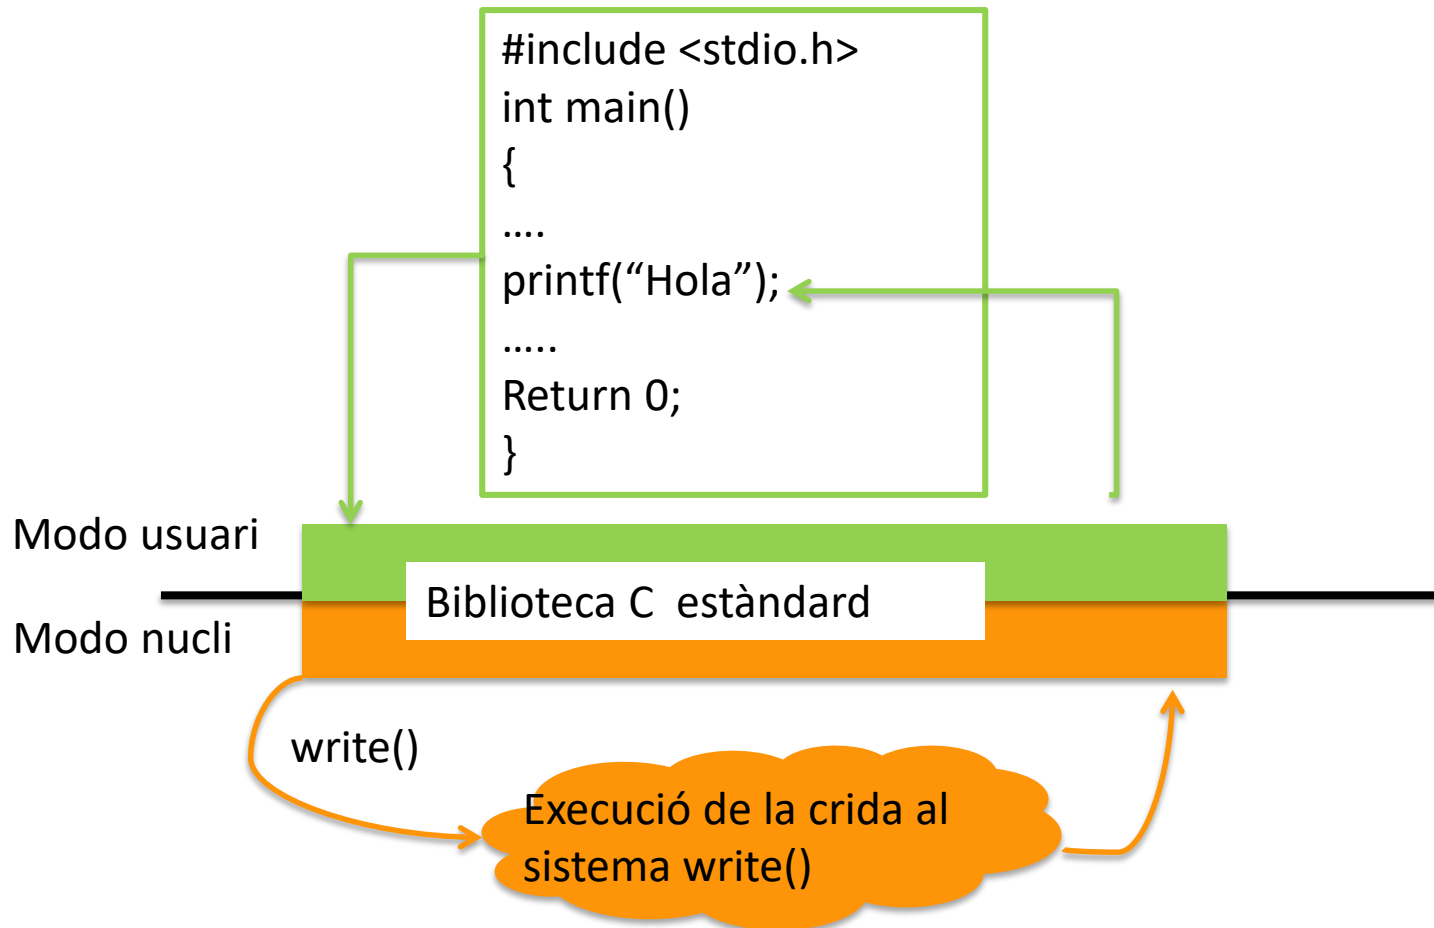 #include <stdio.h>
int main()
{
....
printf(“Hola”);
.....
Return 0;
}
Modo usuari
Biblioteca C  estàndard
Modo nucli
write()
Execució de la crida al
sistema write()